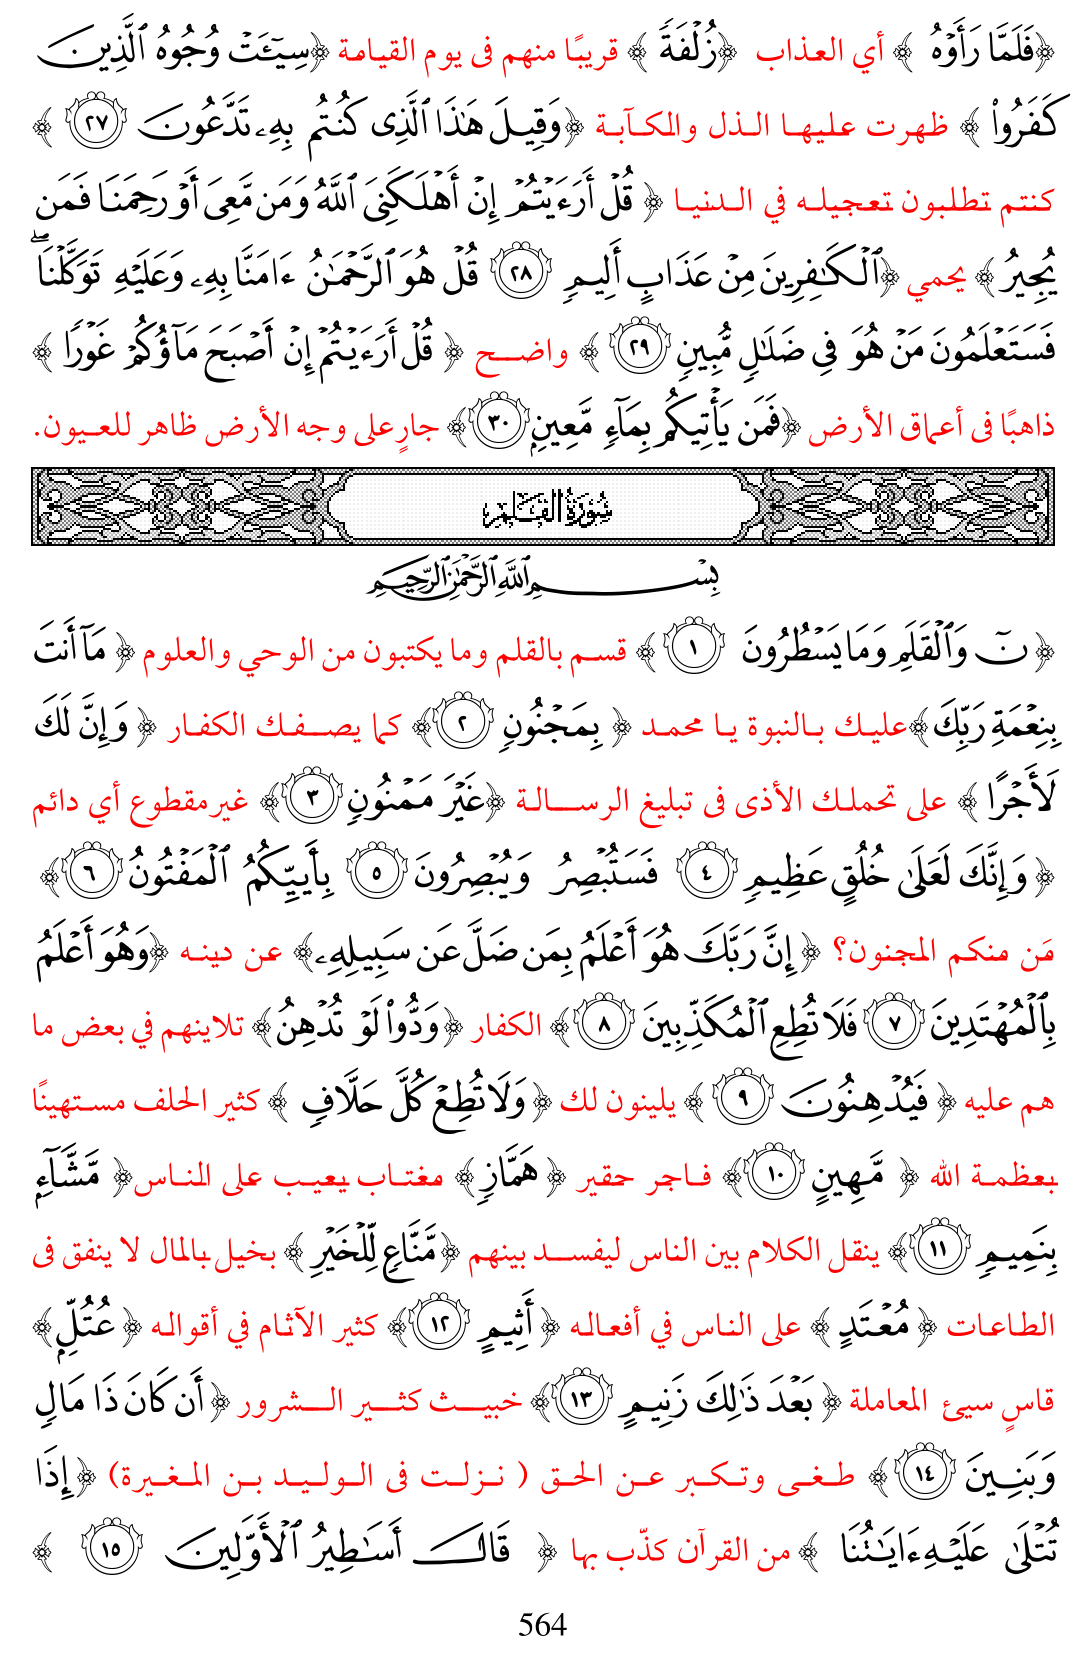 ﴿فَلَمَّا رَأَوْهُ ﴾ أي العذاب ﴿زُلْفَةً ﴾ قريبًا منهم فى يوم القيامة ﴿سِيٓـَٔتْ وُجُوهُ ٱلَّذِينَ
كَفَرُواْ ﴾ ظهرت عليها الذل والمكآبة ﴿وَقِيلَ هَٰذَا ٱلَّذِى كُنتُم بِهِۦ تَدَّعُونَ ٢٧ ﴾
كنتم تطلبون تعجيله في الدنيا ﴿ قُلْ أَرَءَيْتُمْ إِنْ أَهْلَكَنِىَ ٱللَّهُ وَمَن مَّعِىَ أَوْ رَحِمَنَا فَمَن
يُجِيرُ ﴾ يحمي ﴿ٱلْكَٰفِرِينَ مِنْ عَذَابٍ أَلِيمٍ ٢٨ قُلْ هُوَ ٱلرَّحْمَٰنُ ءَامَنَّا بِهِۦ وَعَلَيْهِ تَوَكَّلْنَاۖ
فَسَتَعْلَمُونَ مَنْ هُوَ فِى ضَلَٰلٍ مُّبِينٍ ٢٩ ﴾ واضح ﴿ قُلْ أَرَءَيْتُمْ إِنْ أَصْبَحَ مَآؤُكُمْ غَوْرًا ﴾
ذاهبًا فى أعماق الأرض ﴿فَمَن يَأْتِيكُم بِمَآءٍ مَّعِينٍ ٣٠﴾ جارٍ على وجه الأرض ظاهر للعيون.
سُورَةُ القَلَمِ
بِسْمِ ٱللَّهِ ٱلرَّحْمَٰنِ ٱلرَّحِيمِ
﴿ نٓ وَٱلْقَلَمِ وَمَا يَسْطُرُونَ ١ ﴾ قسم بالقلم وما يكتبون من الوحي والعلوم ﴿ مَآ أَنتَ
بِنِعْمَةِ رَبِّكَ ﴾عليك بالنبوة يا محمد ﴿ بِمَجْنُونٍ ٢﴾ كما يصفك الكفار ﴿ وَإِنَّ لَكَ
لَأَجْرًا ﴾ على تحملك الأذى فى تبليغ الرسالة ﴿غَيْرَ مَمْنُونٍ ٣﴾ غيرمقطوع أي دائم
﴿ وَإِنَّكَ لَعَلَىٰ خُلُقٍ عَظِيمٍ ٤ فَسَتُبْصِرُ وَيُبْصِرُونَ ٥ بِأَييِّكُمُ ٱلْمَفْتُونُ ٦ ﴾
مَن منكم المجنون؟ ﴿ إِنَّ رَبَّكَ هُوَ أَعْلَمُ بِمَن ضَلَّ عَن سَبِيلِهِۦ﴾ عن دينه ﴿وَهُوَ أَعْلَمُ
بِٱلْمُهْتَدِينَ ٧ فَلَا تُطِعِ ٱلْمُكَذِّبِينَ ٨ ﴾ الكفار ﴿وَدُّواْ لَوْ تُدْهِنُ﴾ تلاينهم في بعض ما
هم عليه ﴿ فَيُدْهِنُونَ ٩ ﴾ يلينون لك ﴿ وَلَا تُطِعْ كُلَّ حَلَّافٍ ﴾ كثير الحلف مستهينًا
بعظمة الله ﴿ مَّهِينٍ ١٠ ﴾ فاجر حقير ﴿ هَمَّازٍ﴾ مغتاب يعيب على الناس﴿ مَّشَّآءٍ
بِنَمِيمٍ ١١ ﴾ ينقل الكلام بين الناس ليفسد بينهم ﴿مَّنَّاعٍ لِّلْخَيْرِ ﴾ بخيل بالمال لا ينفق فى
الطاعات ﴿ مُعْتَدٍ ﴾ على الناس في أفعاله ﴿ أَثِيمٍ ١٢ ﴾ كثير الآثام في أقواله ﴿ عُتُلٍّ ﴾
قاسٍ سيئ المعاملة ﴿ بَعْدَ ذَٰلِكَ زَنِيمٍ ١٣ ﴾ خبيث كثير الشرور ﴿ أَن كَانَ ذَا مَالٍ
وَبَنِينَ ١٤ ﴾ طغى وتكبر عن الحق ( نزلت فى الوليد بن المغيرة) ﴿إِذَا
تُتْلَىٰ عَلَيْهِ ءَايَٰتُنَا ﴾ من القرآن كذّب بها ﴿ قَالَ أَسَٰطِيرُ ٱلْأَوَّلِينَ ١٥ ﴾
564